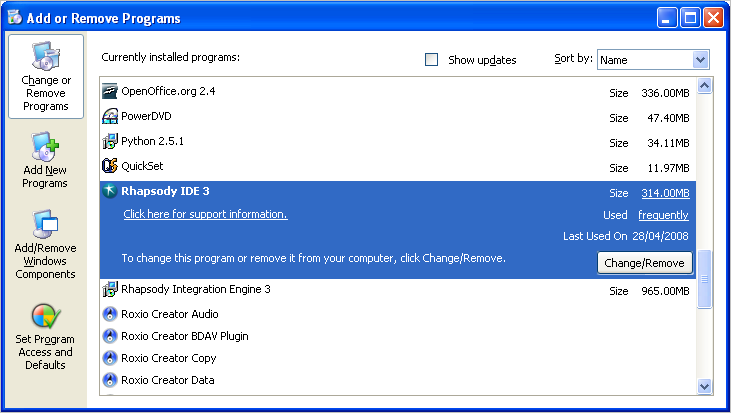 Add or Remove Programs
Change or
Remove
Programs
Add New
Programs
Add/Remove
Windows
Components
Set Program
Access and
Defaults
Currently installed programs:
Show updates
Sort by:
Name
OpenOffice.org 2.4 Size 336.00MB
PowerDVD Size 47.40MB
Python 2.5.1 Size 34.11MB
QuickSet Size 11.97MB
Rhapsody IDE 3 Size 314.00MB
Click here for support information. Used frequently
Last Used On 28/04/2008
To change this program or remove it from your computer, click Change/Remove. Change/Remove
Rhapsody Integration Engine 3 Size 965.00MB
Roxio Creator Audio
Roxio Creator BDAV Plugin
Roxio Creator Copy
Roxio Creator Data